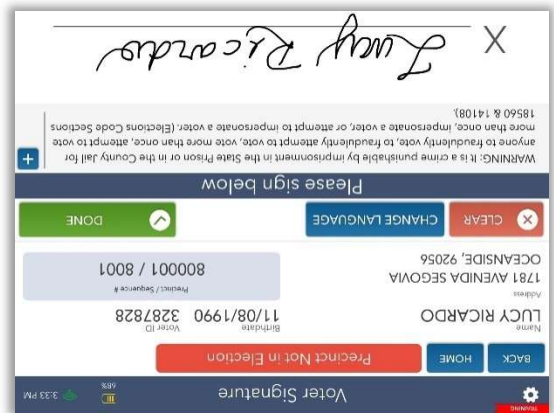 TRAINING
Voter Signature
68% 3:33 PM
BACK HOME Precinct Not in Election
Name Birthdate Voter ID
LUCY RICARDO 11/08/1990 3287828
Address Precinct / Sequence #
1781 AVENIDA SEGOVIA 800001 / 8001
OCEANSIDE, 92056
CLEAR CHANGE LANGUAGE DONE
Please sign below
WARNING: It is a crime punishable by imprisonment in the State Prison or in the County Jail for
anyone to fraudulently vote, to fraudulently attempt to vote, vote more than once, attempt to vote
more than once, impersonate a voter, or attempt to impersonate a voter. (Elections Code Sections
18560 & 14108).
X Lucy Ricardo